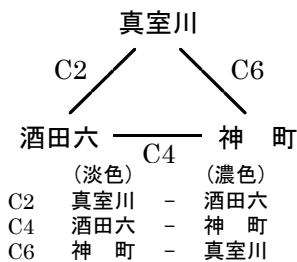 真室川
C2 C6
酒田六 神 町
C4
(淡色) (濃色)
C2 真室川 - 酒田六
C4 酒田六 - 神 町
C6 神 町 - 真室川